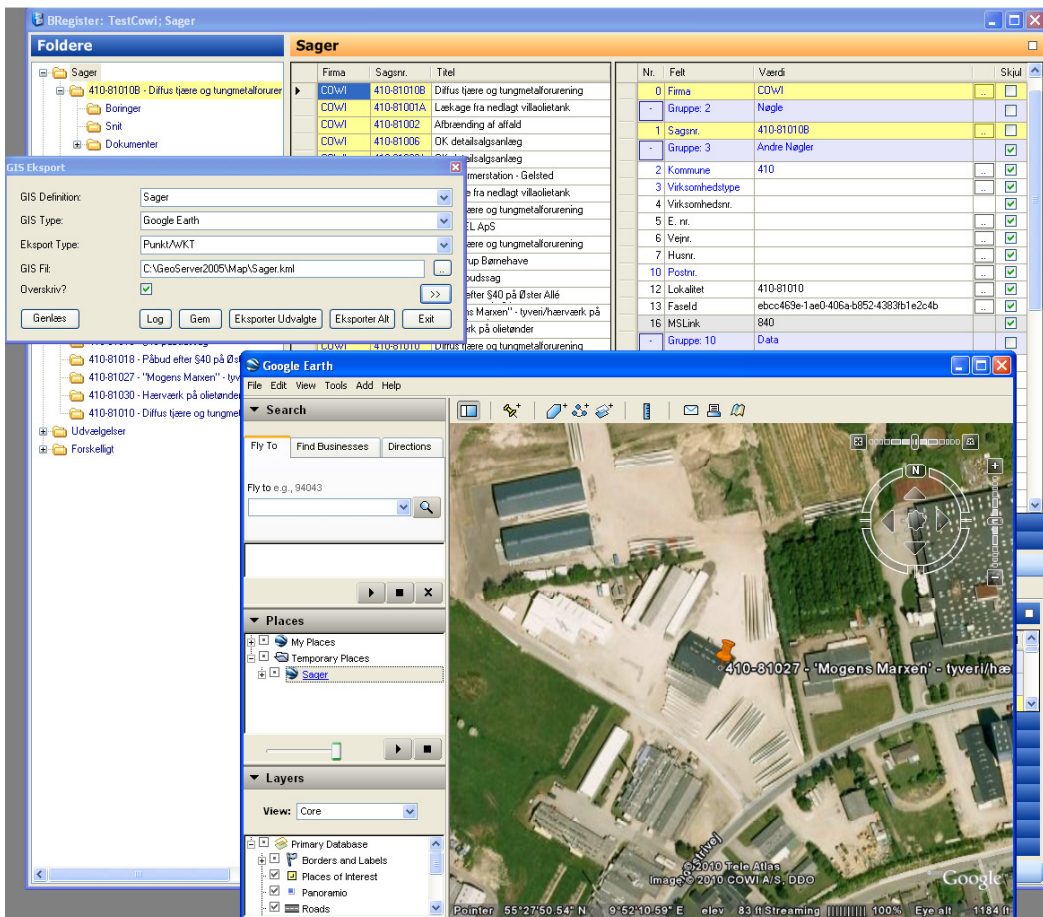 BRegister: TestCowi; Sager
Foldere
Sager
Sager
410-81010B - Diffus tjære og tungmetalforurer
Boringer
Snit
Dokumenter
Firma Sagsnr. Titel
COWI 410-81010B Diffus tjære og tungmetalforurening
COWI 410-81001A Lækage fra nedlagt villaolietank
COWI 410-81002 Afbrænding af affald
COWI 410-81006 OK detailsalgsanlæg
merstation - Gelsted
e fra nedlagt villaolietank
jære og tungmetalforurening
EL ApS
jære og tungmetalforurening
rup Børnehave
oudssag
efter §40 på Øster Allé
ns Marxen" - tyveri/hærværk på
erk på olietønder
COWI 410-81010 Diffus tjære og tungmetalforurening
Nr. Felt Værdi Skjul
0 Firma COWI ..
- Gruppe: 2 Nøgle
1 Sagsnr. 410-81010B ..
- Gruppe: 3 Andre Nøgler
2 Kommune 410 ..
3 Virksomhedstype ..
4 Virksomhedsnr.
5 E. nr. ..
6 Vejnr. ..
7 Husnr. ..
10 Postnr. ..
12 Lokalitet 410-81010 ..
13 FaseId ebcc469e-1ae0-406a-b852-4383fb1e2c4b ..
16 MSLink 840
- Gruppe: 10 Data
GIS Eksport
GIS Definition: Sager
GIS Type: Google Earth
Eksport Type: Punkt/WKT
GIS Fil: C:\GeoServer2005\Map\Sager.kml ..
Overskriv? >>
Genlæs Log Gem Eksporter Udvalgte Eksporter Alt Exit
410-81018 - Påbud efter §40 på Øst
410-81027 - "Mogens Marxen" - tyv
410-81030 - Hærværk på olietønder
410-81010 - Diffus tjære og tungmet
Udvælgelser
Forskelligt
Google Earth
File Edit View Tools Add Help
Search
Fly To Find Businesses Directions
Fly to e.g., 94043
Places
My Places
Temporary Places
Sager
Layers
View: Core
Primary Database
Borders and Labels
Places of Interest
Panoramio
Roads
N
410-81027 - 'Mogens Marxen' - tyveri/hæ
©2010 Tele Atlas
Image © 2010 COWI A/S, DDO
Google
Pointer 55°27'50.54" N 9°52'10.59" E elev 83 ft Streaming 100% Eye alt 1184 ft